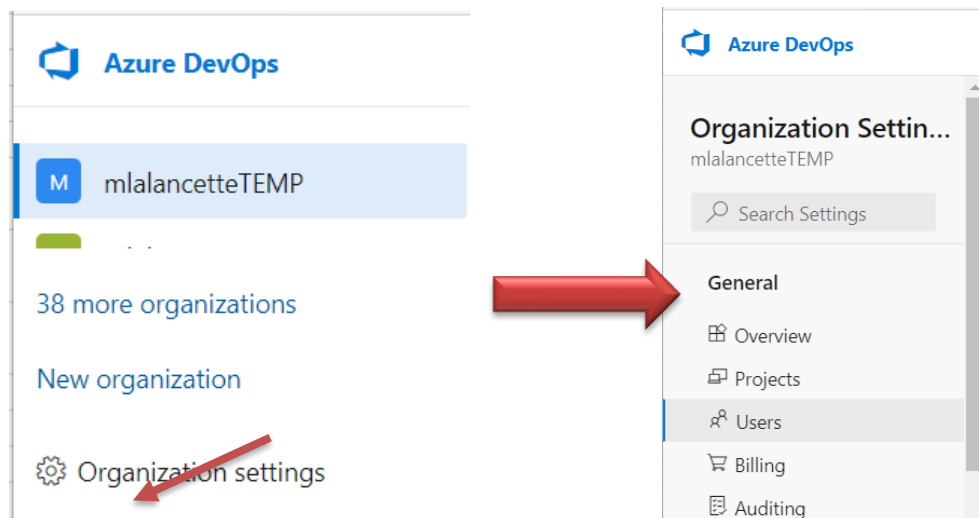 Azure DevOps
M
mlalancetteTEMP
38 more organizations
New organization
Organization settings
Azure DevOps
Organization Settin...
mlalancetteTEMP
Search Settings
General
Overview
Projects
Users
Billing
Auditing